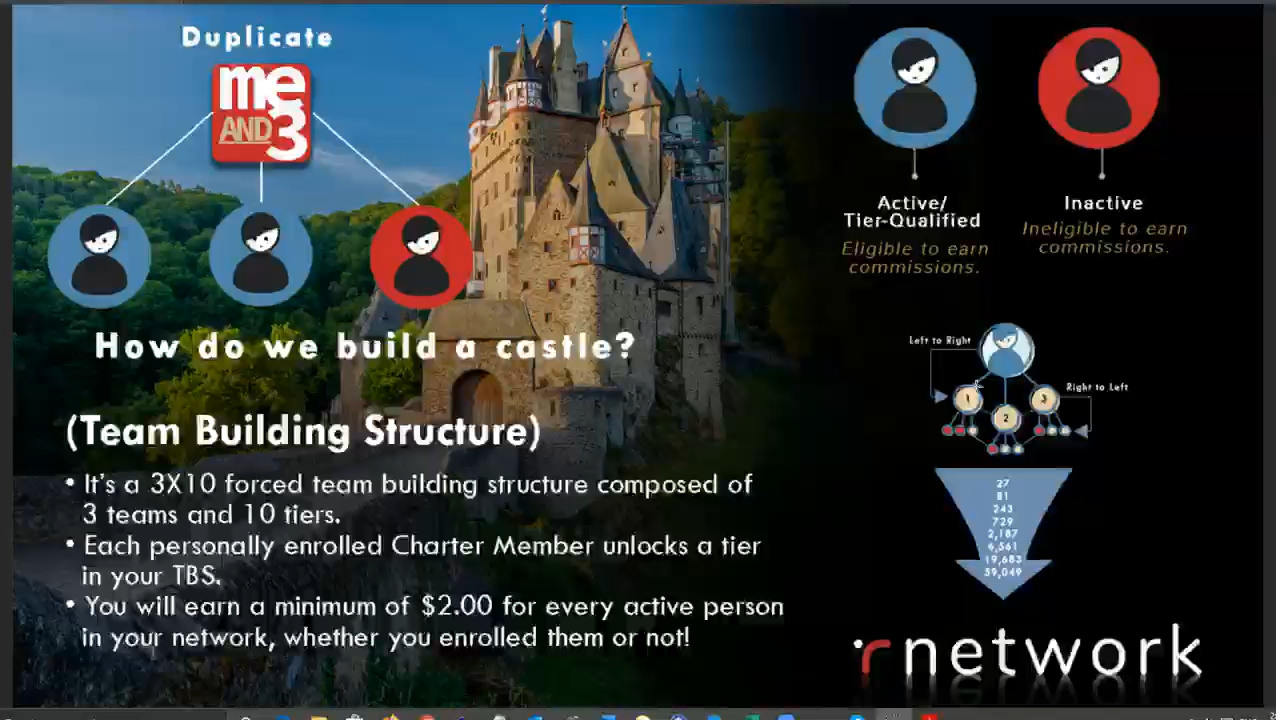 Duplicate
me
AND 3
How do we build a castle?
(Team Building Structure)
• It's a 3X10 forced team building structure composed of
3 teams and 10 tiers.
• Each personally enrolled Charter Member unlocks a tier
in your TBS.
• You will earn a minimum of $2.00 for every active person
in your network, whether you enrolled them or not!
Active/
Tier-Qualified
Eligible to earn
commissions.
Inactive
Ineligible to earn
commissions.
Left to Right
Right to Left
1
2
3
27
81
243
729
2,187
6,561
19,683
59,049
rnetwork